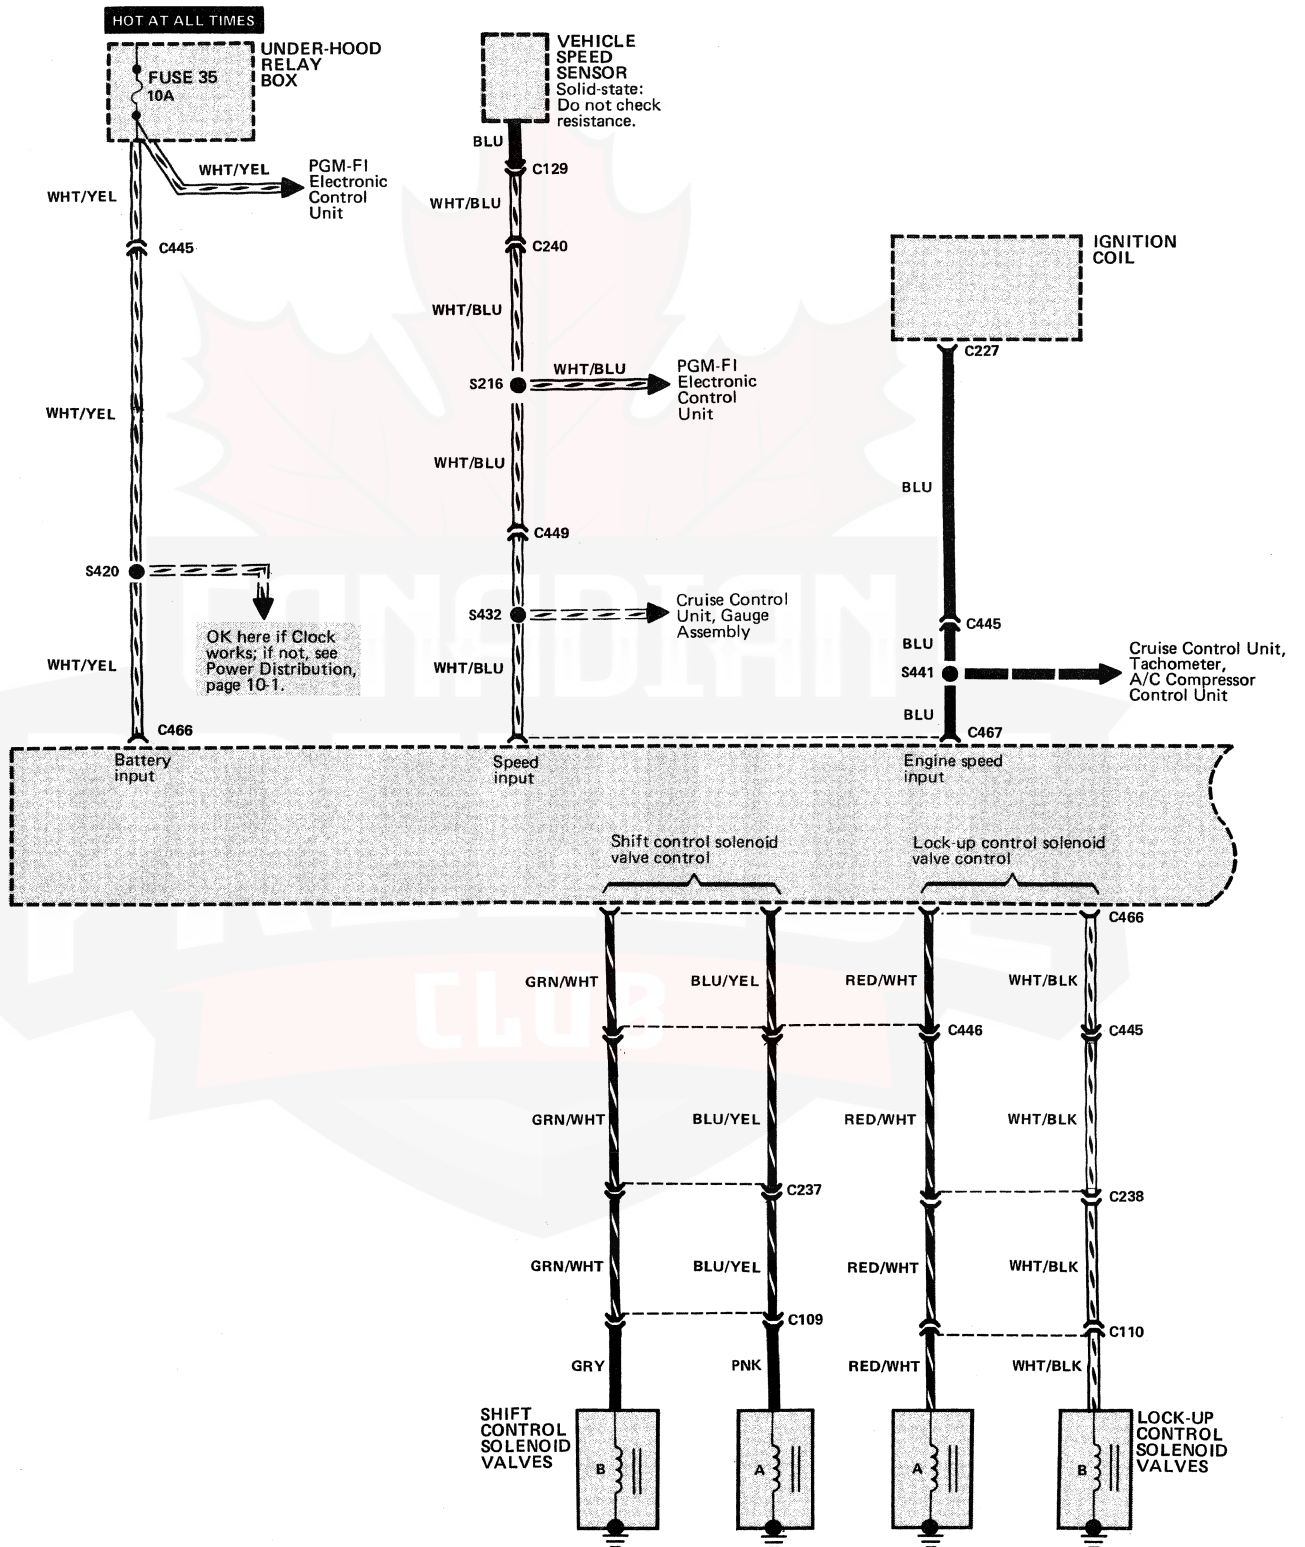 HOT AT ALL TIMES
UNDER-HOOD
RELAY
BOX
FUSE 35
10A
WHT/YEL
PGM-FI
Electronic
Control
Unit
WHT/YEL
C445
WHT/YEL
S420
OK here if Clock
works; if not, see
Power Distribution,
page 10-1.
WHT/YEL
C466
VEHICLE
SPEED
SENSOR
Solid-state:
Do not check
resistance.
BLU
C129
WHT/BLU
C240
WHT/BLU
S216
WHT/BLU
PGM-FI
Electronic
Control
Unit
WHT/BLU
C449
S432
Cruise Control
Unit, Gauge
Assembly
WHT/BLU
IGNITION
COIL
C227
BLU
C445
BLU
S441
Cruise Control Unit,
Tachometer,
A/C Compressor
Control Unit
BLU
C467
Battery
input
Speed
input
Engine speed
input
Shift control solenoid
valve control
Lock-up control solenoid
valve control
C466
GRN/WHT
BLU/YEL
RED/WHT
WHT/BLK
C446
C445
GRN/WHT
BLU/YEL
RED/WHT
WHT/BLK
C237
C238
GRN/WHT
BLU/YEL
RED/WHT
WHT/BLK
C109
C110
GRY
PNK
RED/WHT
WHT/BLK
SHIFT
CONTROL
SOLENOID
VALVES
B
A
A
B
LOCK-UP
CONTROL
SOLENOID
VALVES
CANADIAN
PRELUDE
CLUB